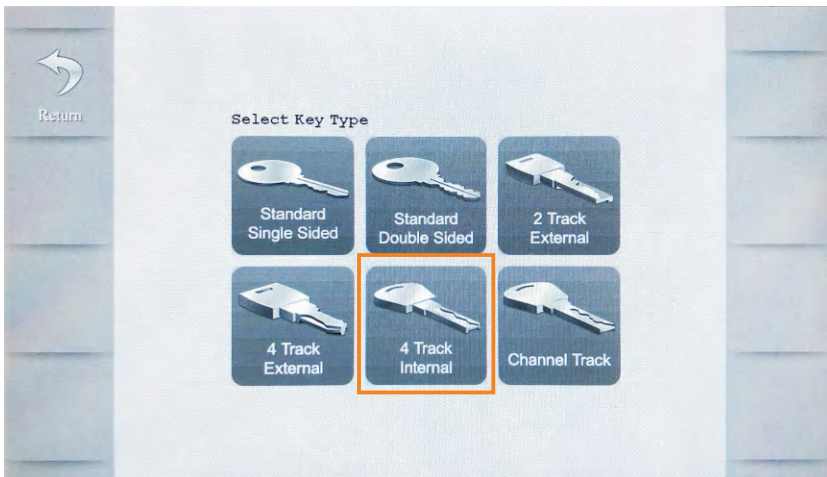 Return
Select Key Type
Standard
Single Sided
Standard
Double Sided
2 Track
External
4 Track
External
4 Track
Internal
Channel Track